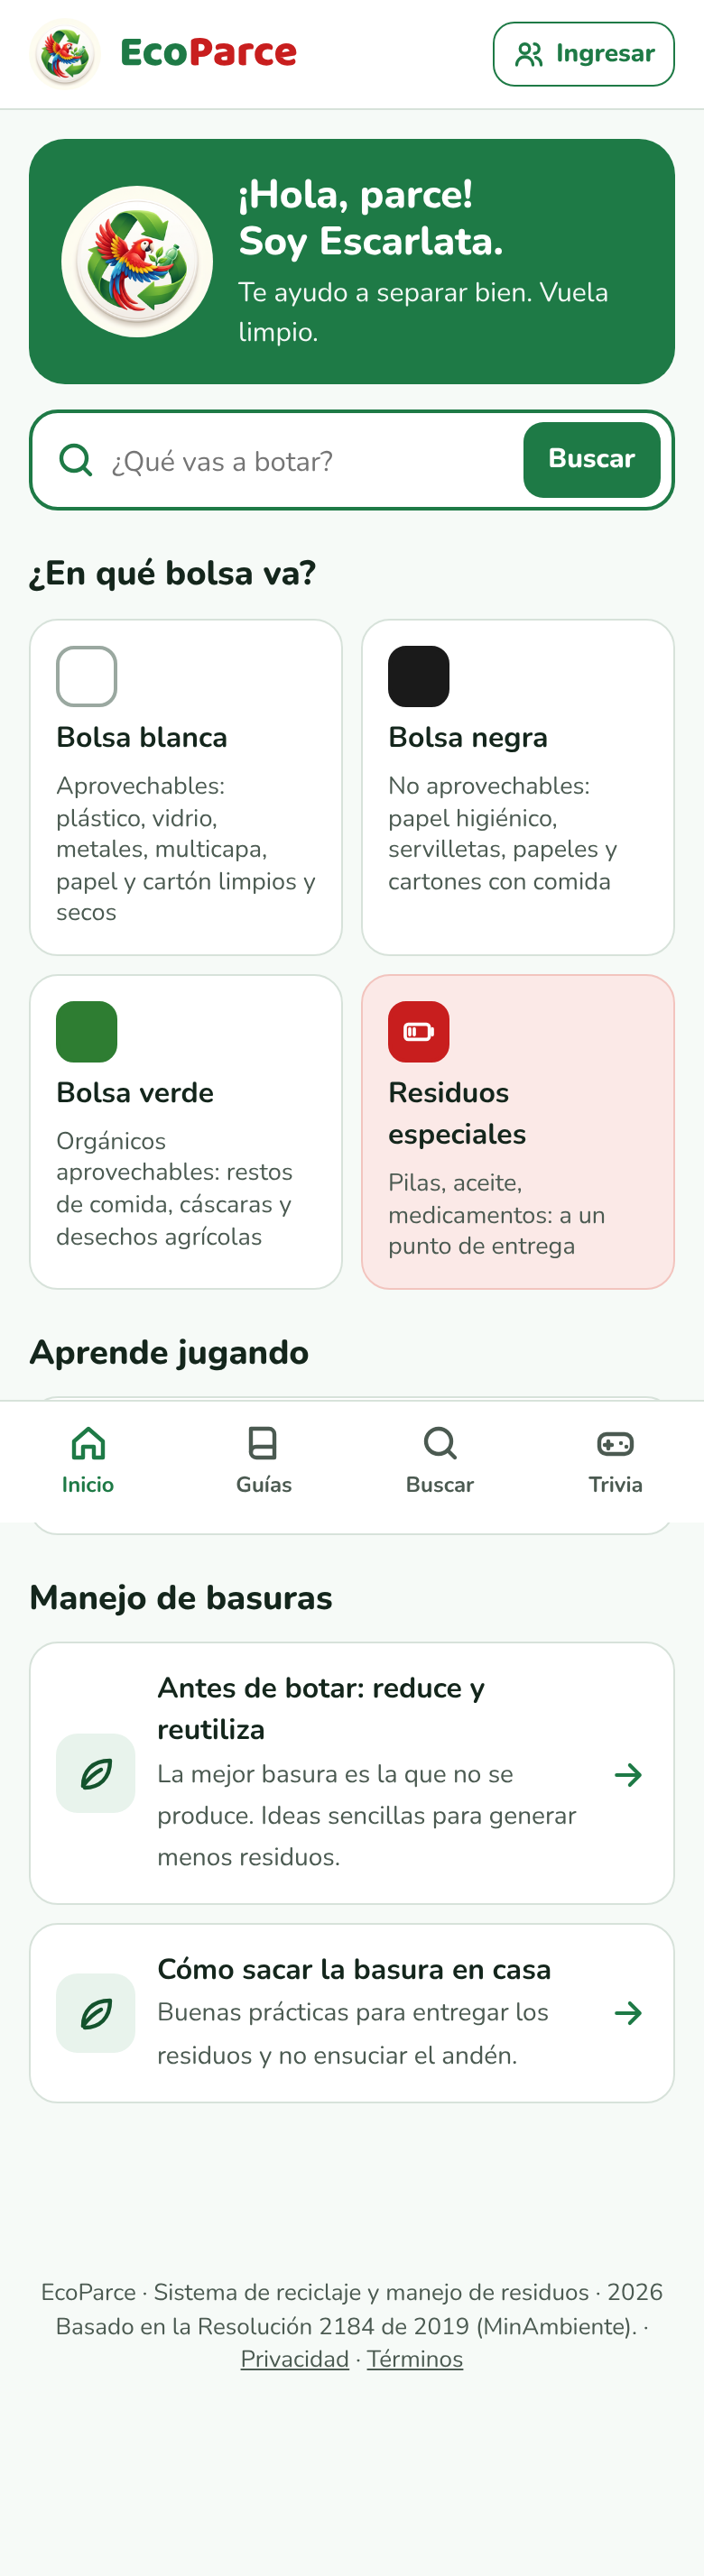 EcoParce
Ingresar
¡Hola, parce!
Soy Escarlata.
Te ayudo a separar bien. Vuela
limpio.
¿Qué vas a botar?
Buscar
¿En qué bolsa va?
Bolsa blanca
Aprovechables:
plástico, vidrio,
metales, multicapa,
papel y cartón limpios y
secos
Bolsa negra
No aprovechables:
papel higiénico,
servilletas, papeles y
cartones con comida
Bolsa verde
Orgánicos
aprovechables: restos
de comida, cáscaras y
desechos agrícolas
Residuos
especiales
Pilas, aceite,
medicamentos: a un
punto de entrega
Aprende jugando
Inicio
Guías
Buscar
Trivia
Manejo de basuras
Antes de botar: reduce y
reutiliza
La mejor basura es la que no se
produce. Ideas sencillas para generar
menos residuos.
Cómo sacar la basura en casa
Buenas prácticas para entregar los
residuos y no ensuciar el andén.
EcoParce · Sistema de reciclaje y manejo de residuos · 2026
Basado en la Resolución 2184 de 2019 (MinAmbiente). ·
Privacidad · Términos